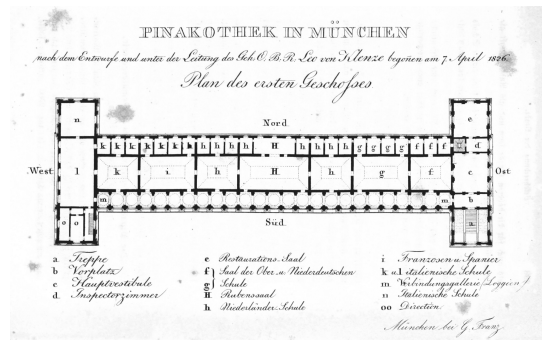 PINAKOTHEK IN MÜNCHEN
nach dem Entwurfe und unter der Leitung des Geh. O. B. R. Leo von Klenze begoñen am 7 April 1826.
Plan des ersten Geschosses.
Nord.
n e
k k k k k k k h h h h H h h h h g g g g f f f d
West l k i h H. h g f c Ost
m m b
o o a
Süd.
a Treppe
b Vorplatz
c Hauptvestibule
d Inspectorzimmer
e Restaurations-Saal
f } Saal der Ober u. Niederdeutschen
g } Schule
H Rubenssaal
h Niederländer Schule
i Franzosen u Spanier
k u.l italienische Schule
m Verbindungsgallerie (Loggien)
n Italienische Schule
oo Direction.
München bei G. Franz